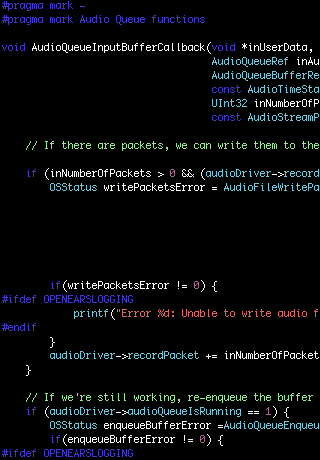 #pragma mark -
#pragma mark Audio Queue functions
void AudioQueueInputBufferCallback(void *inUserData,
AudioQueueRef inAu
AudioQueueBufferRe
const AudioTimeSta
UInt32 inNumberOfP
const AudioStreamP
// If there are packets, we can write them to the
if (inNumberOfPackets > 0 && (audioDriver->record
OSStatus writePacketsError = AudioFileWritePa
if(writePacketsError != 0) {
#ifdef OPENEARSLOGGING
printf("Error %d: Unable to write audio f
#endif
}
audioDriver->recordPacket += inNumberOfPacket
}
// If we're still working, re-enqueue the buffer
if (audioDriver->audioQueueIsRunning == 1) {
OSStatus enqueueBufferError =AudioQueueEnqueu
if(enqueueBufferError != 0) {
#ifdef OPENEARSLOGGING